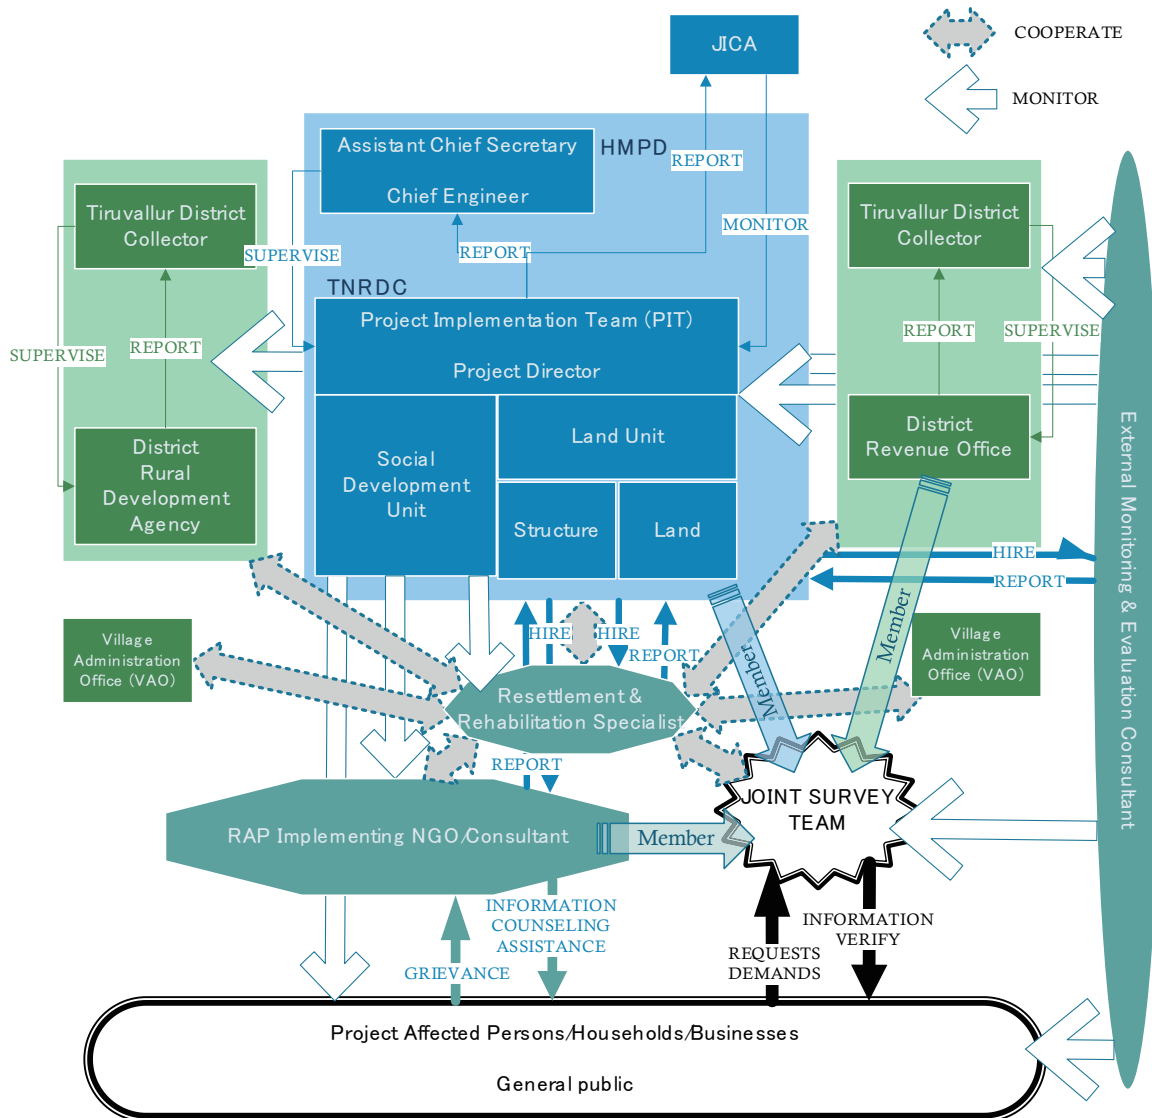 JICA
COOPERATE
MONITOR
Assistant Chief Secretary
Chief Engineer
HMPD
REPORT
MONITOR
Tiruvallur District
Collector
SUPERVISE
REPORT
Tiruvallur District
Collector
TNRDC
Project Implementation Team (PIT)
Project Director
SUPERVISE
REPORT
REPORT
SUPERVISE
District
Rural
Development
Agency
Social
Development
Unit
Land Unit
Structure
Land
District
Revenue Office
External Monitoring & Evaluation Consultant
HIRE
REPORT
Village
Administration
Office (VAO)
HIRE
HIRE
REPORT
Member
Member
Village
Administration
Office (VAO)
Resettlement &
Rehabilitation Specialist
REPORT
RAP Implementing NGO/Consultant
Member
JOINT SURVEY
TEAM
INFORMATION
COUNSELING
ASSISTANCE
GRIEVANCE
REQUESTS
DEMANDS
INFORMATION
VERIFY
Project Affected Persons/Households/Businesses
General public